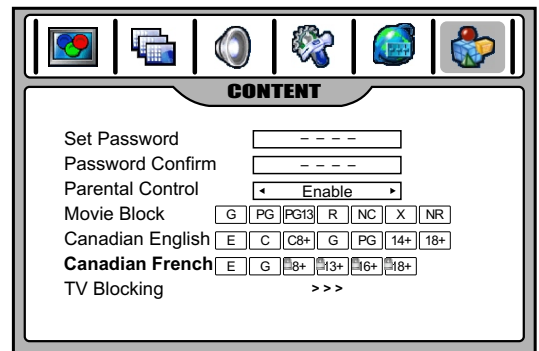 CONTENT
Set Password – – – –
Password Confirm – – – –
Parental Control Enable
Movie Block G PG PG13 R NC X NR
Canadian English E C C8+ G PG 14+ 18+
Canadian French E G 8+ 13+ 16+ 18+
TV Blocking >>>